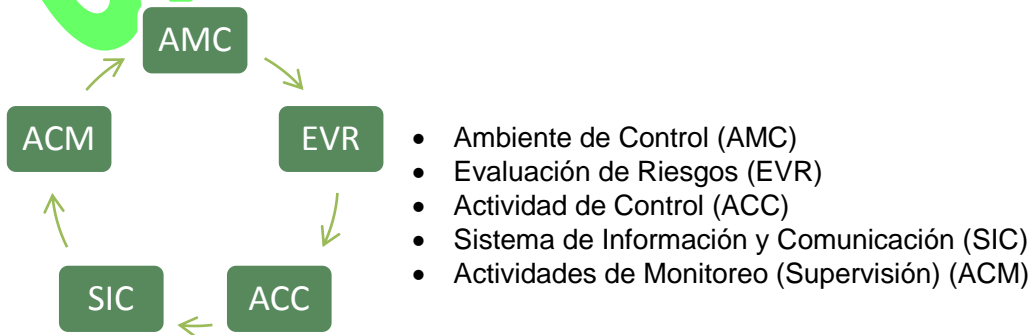 AMC
ACM
EVR
SIC
ACC
• Ambiente de Control (AMC)
• Evaluación de Riesgos (EVR)
• Actividad de Control (ACC)
• Sistema de Información y Comunicación (SIC)
• Actividades de Monitoreo (Supervisión) (ACM)